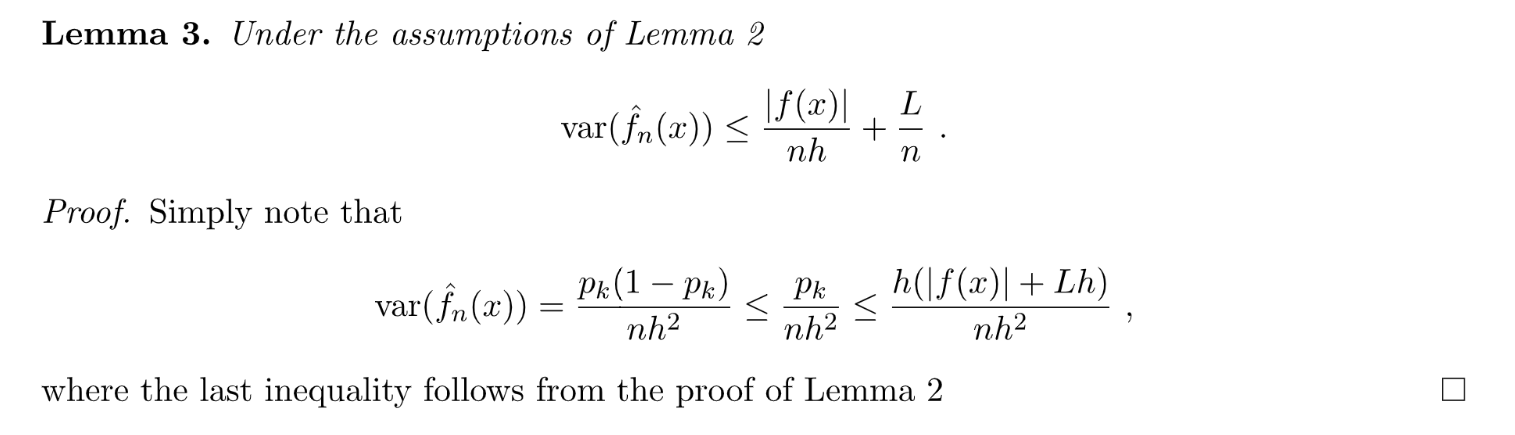 Lemma 3. Under the assumptions of Lemma 2
var(f̂ₙ(x)) ≤ |f(x)|/nh + L/n .
Proof. Simply note that
var(f̂ₙ(x)) = pₖ(1 − pₖ)/nh² ≤ pₖ/nh² ≤ h(|f(x)| + Lh)/nh² ,
where the last inequality follows from the proof of Lemma 2 □